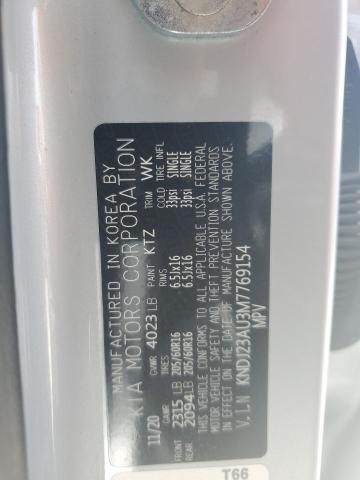 MANUFACTURED IN KOREA BY
KIA MOTORS CORPORATION
11/20 GVWR 4023 LB PAINT KTZ TRIM WK
GAWR TIRES RIMS COLD TIRE INFL
FRONT 2315 LB 205/60R16 6.5Jx16 33psi SINGLE
REAR 2094LB 205/60R16 6.5Jx16 33psi SINGLE
THIS VEHICLE CONFORMS TO ALL APPLICABLE U.S.A. FEDERAL
MOTOR VEHICLE SAFETY AND THEFT PREVENTION STANDARDS
IN EFFECT ON THE DATE OF MANUFACTURE SHOWN ABOVE.
V.I.N KNDJ23AU3M7769154
MPV
T66